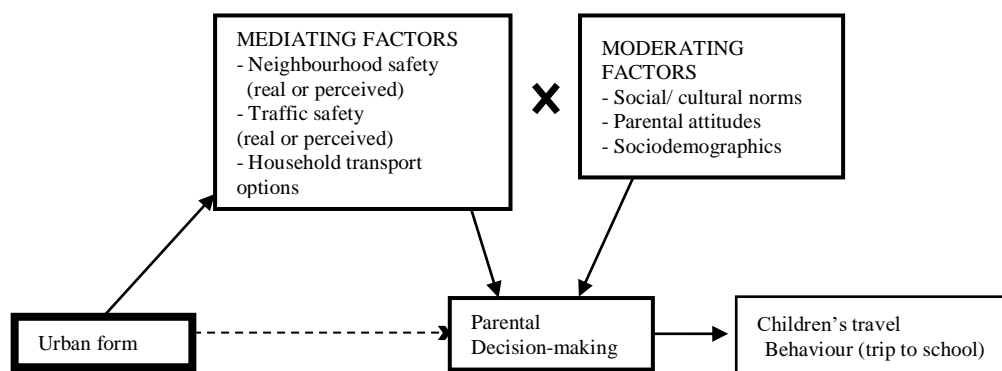 MEDIATING FACTORS
- Neighbourhood safety
(real or perceived)
- Traffic safety
(real or perceived)
- Household transport
options
MODERATING
FACTORS
- Social/ cultural norms
- Parental attitudes
- Sociodemographics
Urban form
Parental
Decision-making
Children’s travel
Behaviour (trip to school)